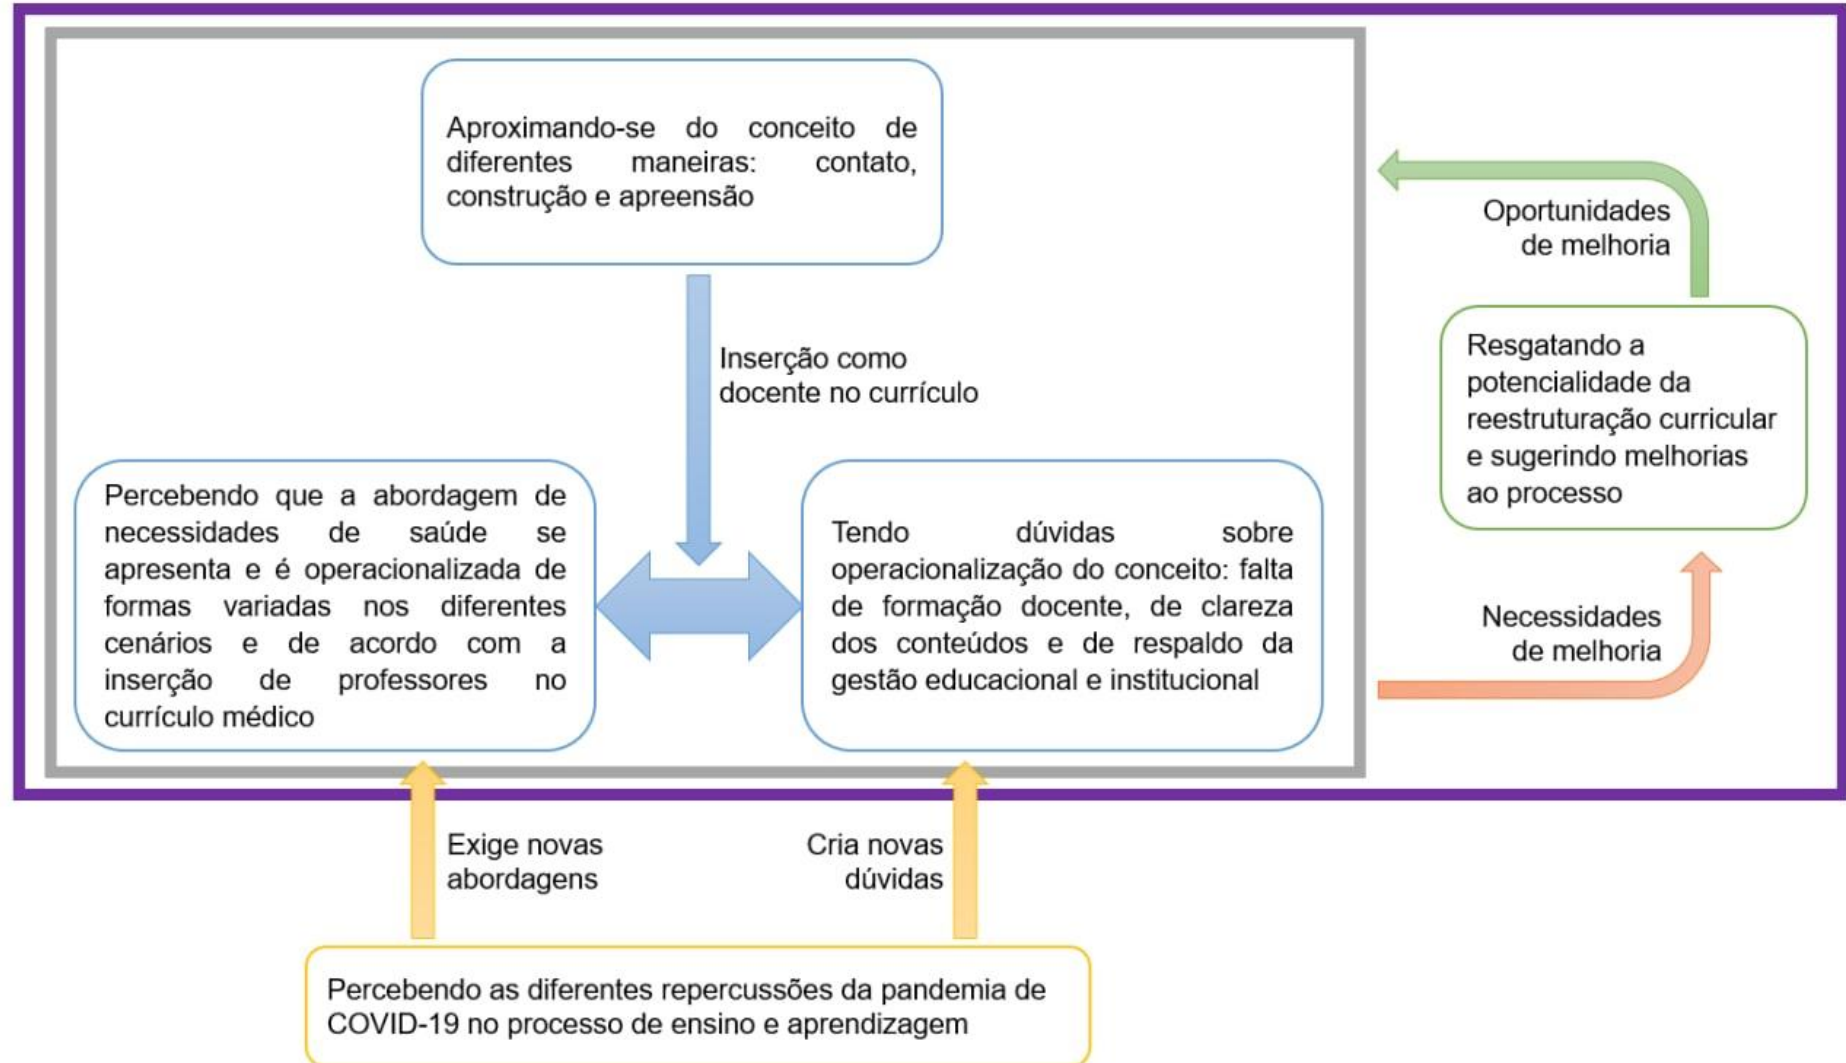 Aproximando-se do conceito de
diferentes maneiras: contato,
construção e apreensão
Inserção como
docente no currículo
Percebendo que a abordagem de
necessidades de saúde se
apresenta e é operacionalizada de
formas variadas nos diferentes
cenários e de acordo com a
inserção de professores no
currículo médico
Tendo dúvidas sobre
operacionalização do conceito: falta
de formação docente, de clareza
dos conteúdos e de respaldo da
gestão educacional e institucional
Oportunidades
de melhoria
Resgatando a
potencialidade da
reestruturação curricular
e sugerindo melhorias
ao processo
Necessidades
de melhoria
Exige novas
abordagens
Cria novas
dúvidas
Percebendo as diferentes repercussões da pandemia de
COVID-19 no processo de ensino e aprendizagem